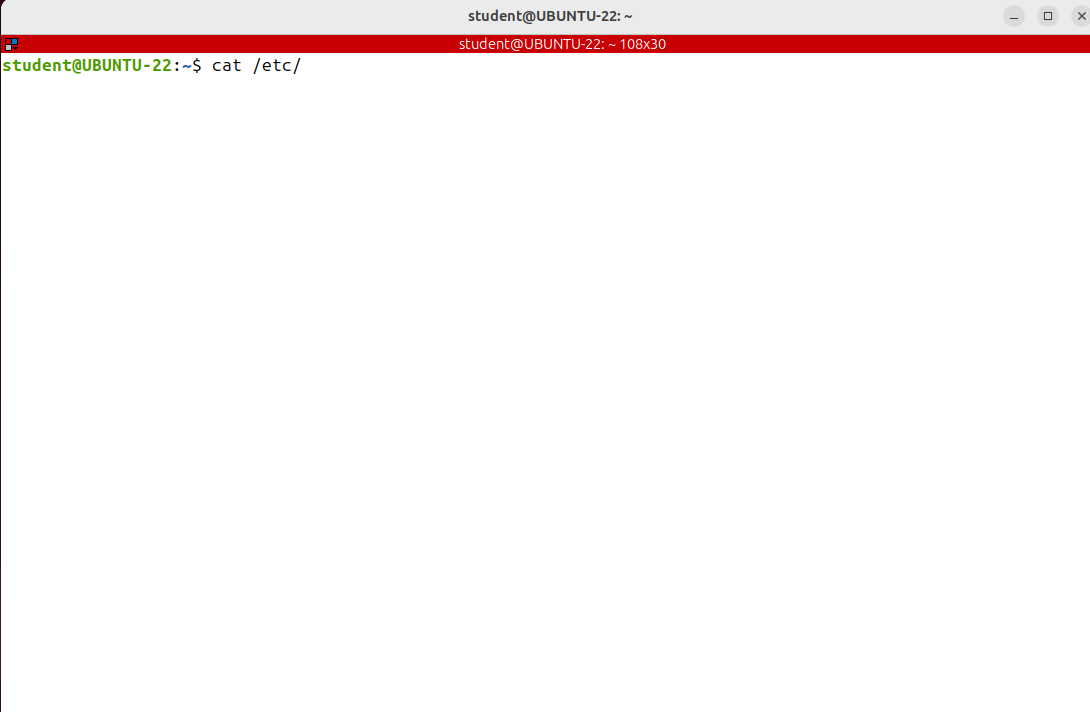 student@UBUNTU-22: ~
student@UBUNTU-22: ~ 108x30
student@UBUNTU-22:~$ cat /etc/